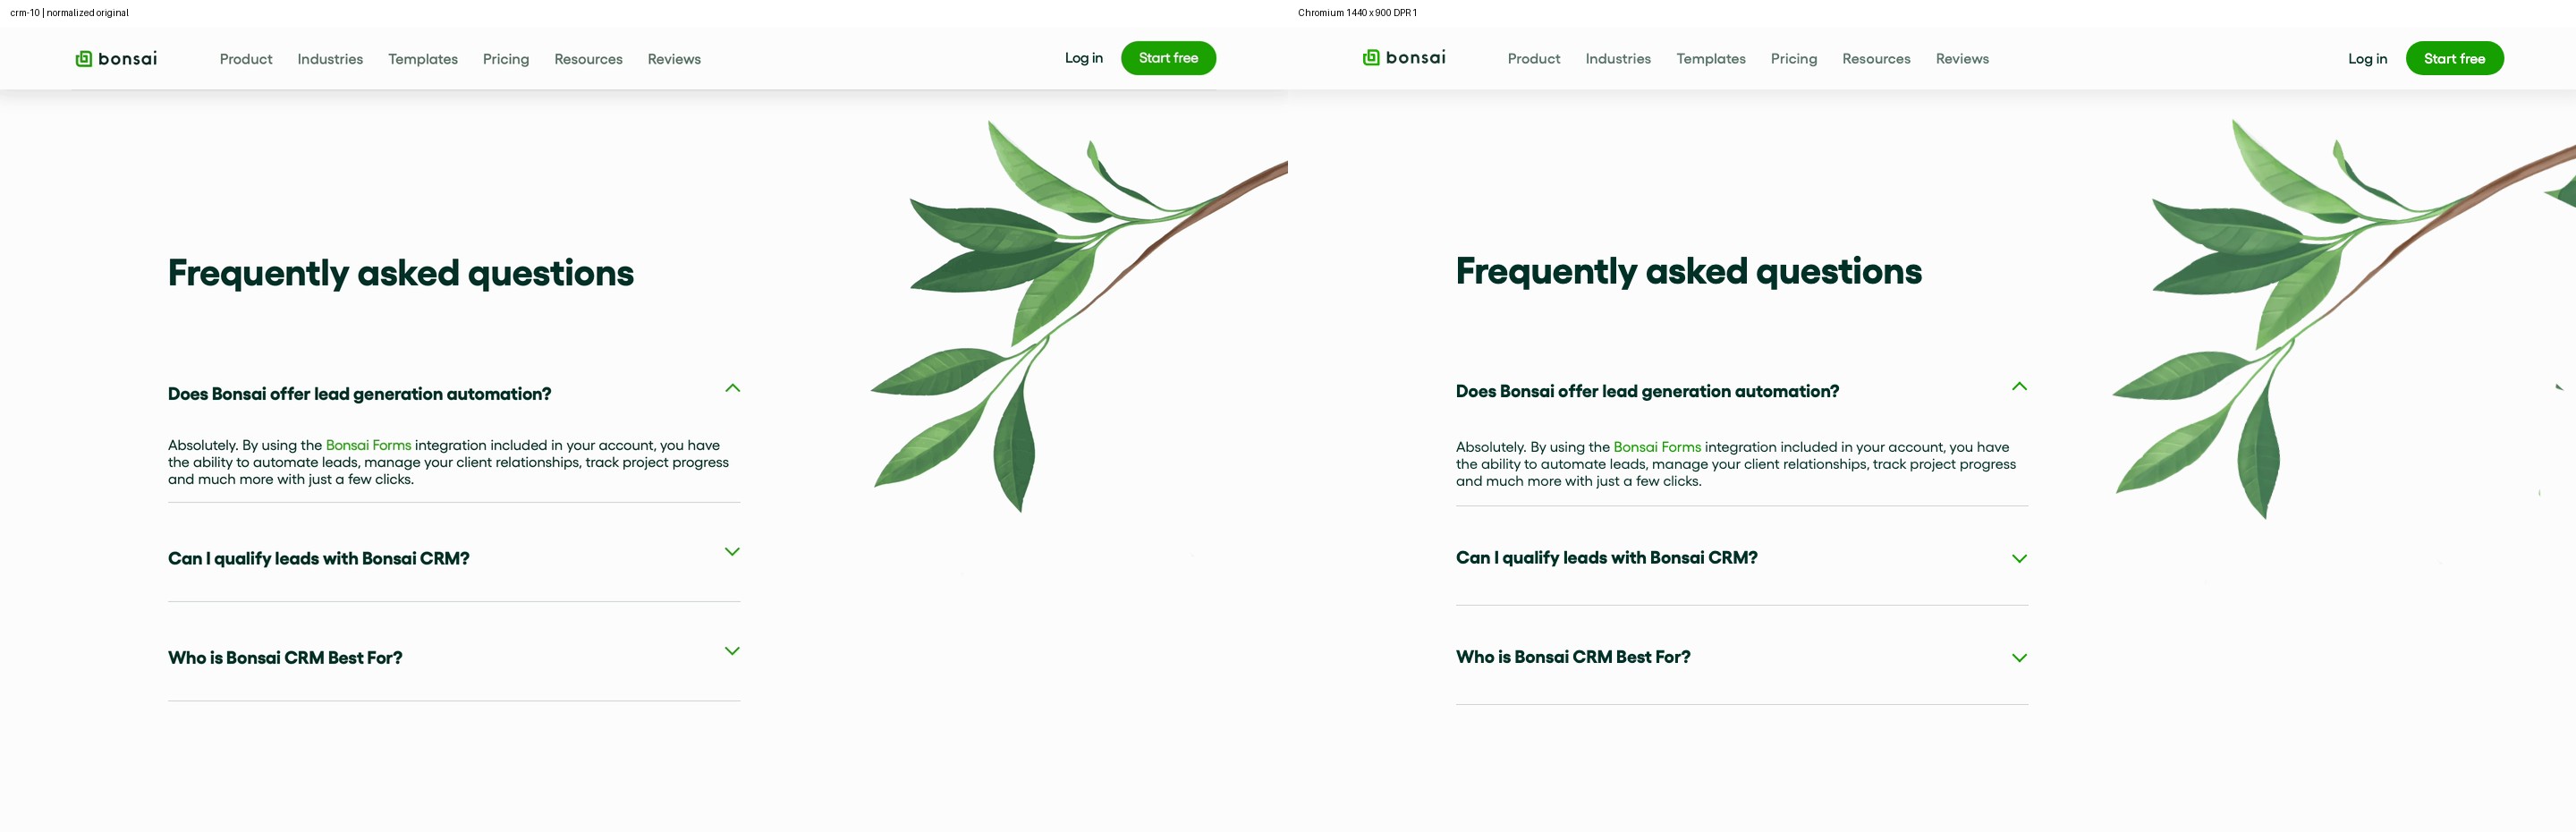 crm-10 | normalized original
bonsai Product Industries Templates Pricing Resources Reviews Log in Start free
Frequently asked questions
Does Bonsai offer lead generation automation?
Absolutely. By using the Bonsai Forms integration included in your account, you have
the ability to automate leads, manage your client relationships, track project progress
and much more with just a few clicks.
Can I qualify leads with Bonsai CRM?
Who is Bonsai CRM Best For?
Chromium 1440 x 900 DPR 1
bonsai Product Industries Templates Pricing Resources Reviews Log in Start free
Frequently asked questions
Does Bonsai offer lead generation automation?
Absolutely. By using the Bonsai Forms integration included in your account, you have
the ability to automate leads, manage your client relationships, track project progress
and much more with just a few clicks.
Can I qualify leads with Bonsai CRM?
Who is Bonsai CRM Best For?